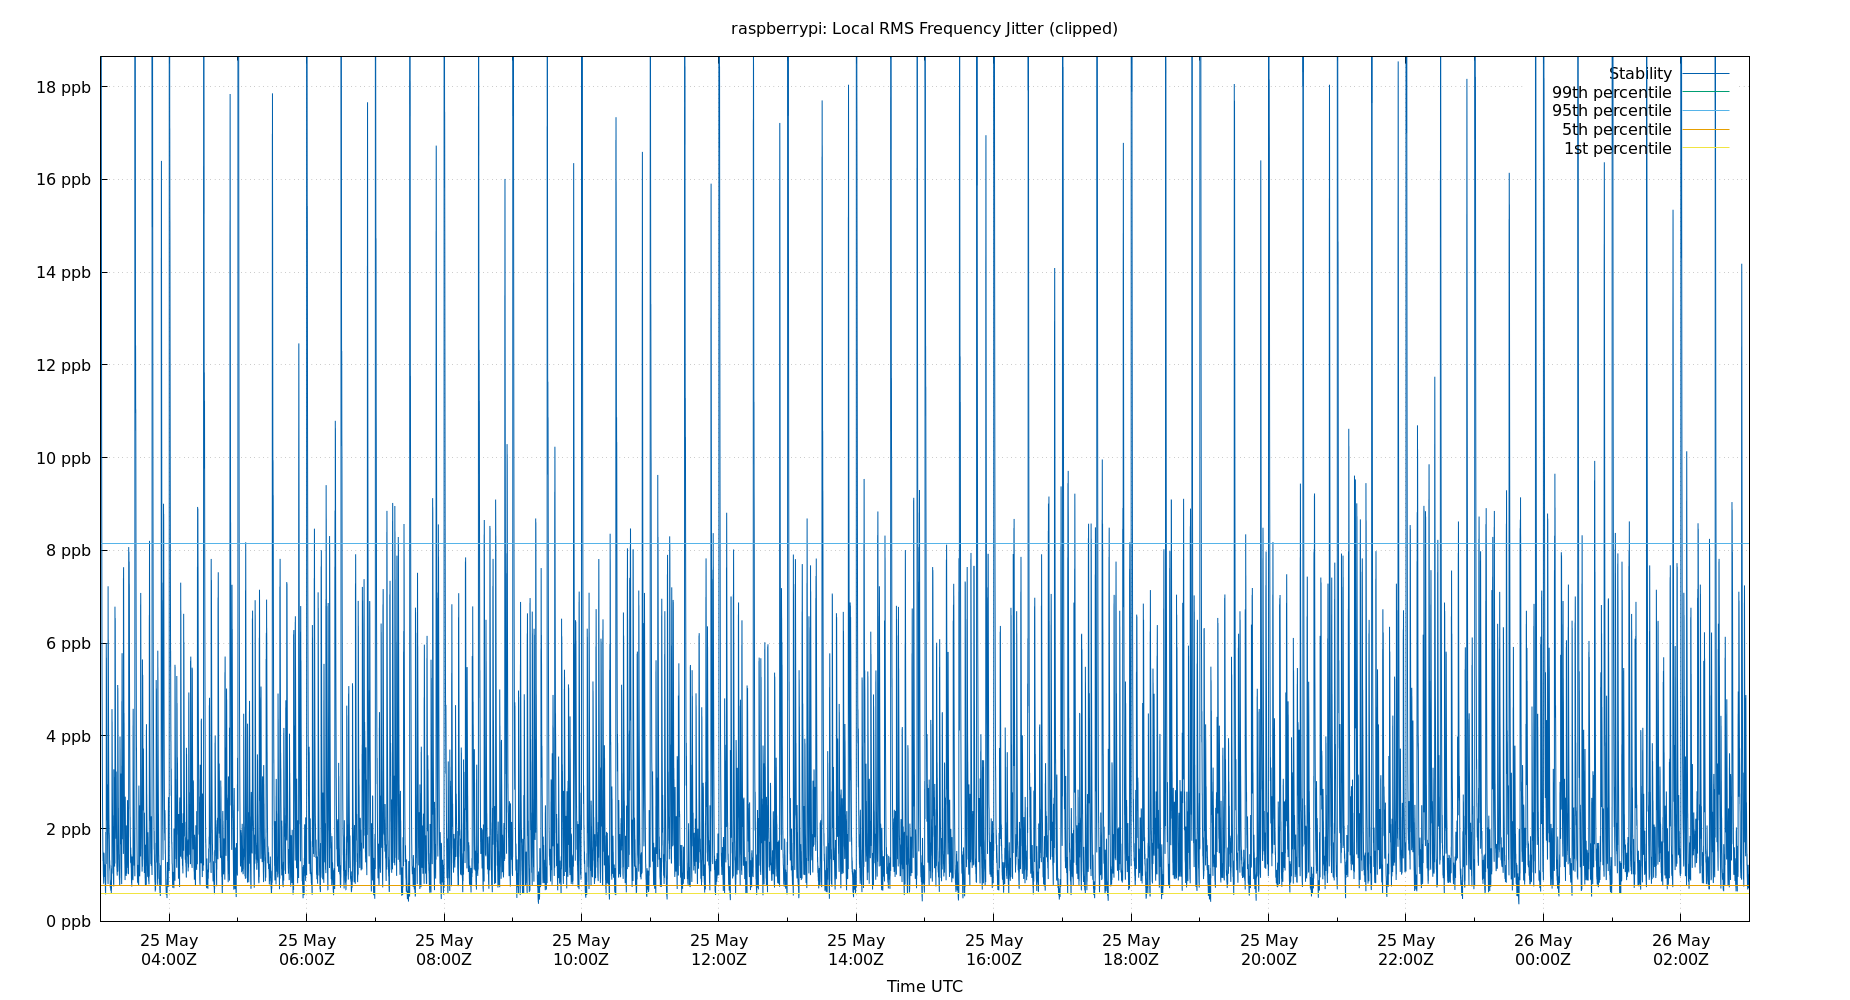 raspberrypi: Local RMS Frequency Jitter (clipped)
Stability
99th percentile
95th percentile
5th percentile
1st percentile
18 ppb
16 ppb
14 ppb
12 ppb
10 ppb
8 ppb
6 ppb
4 ppb
2 ppb
0 ppb
25 May 25 May 25 May 25 May 25 May 25 May 25 May 25 May 25 May 25 May 26 May 26 May
04:00Z 06:00Z 08:00Z 10:00Z 12:00Z 14:00Z 16:00Z 18:00Z 20:00Z 22:00Z 00:00Z 02:00Z
Time UTC